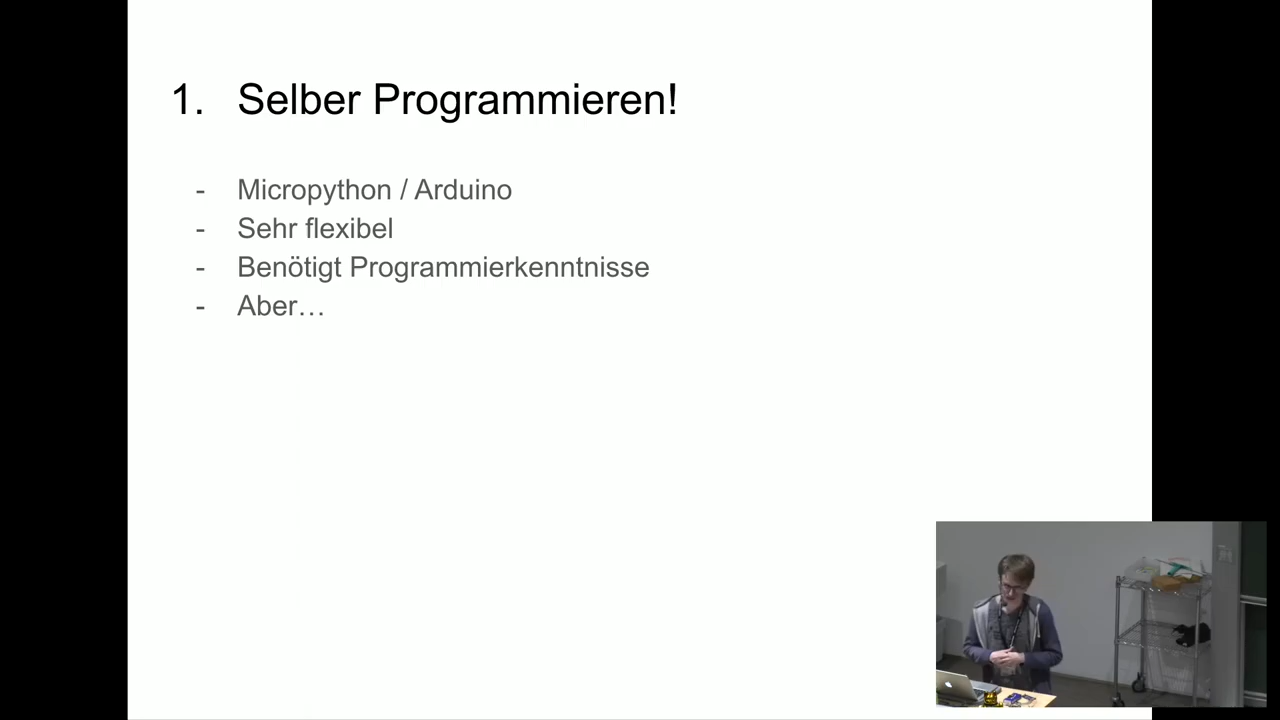 1. Selber Programmieren!
- Micropython / Arduino
- Sehr flexibel
- Benötigt Programmierkenntnisse
- Aber…